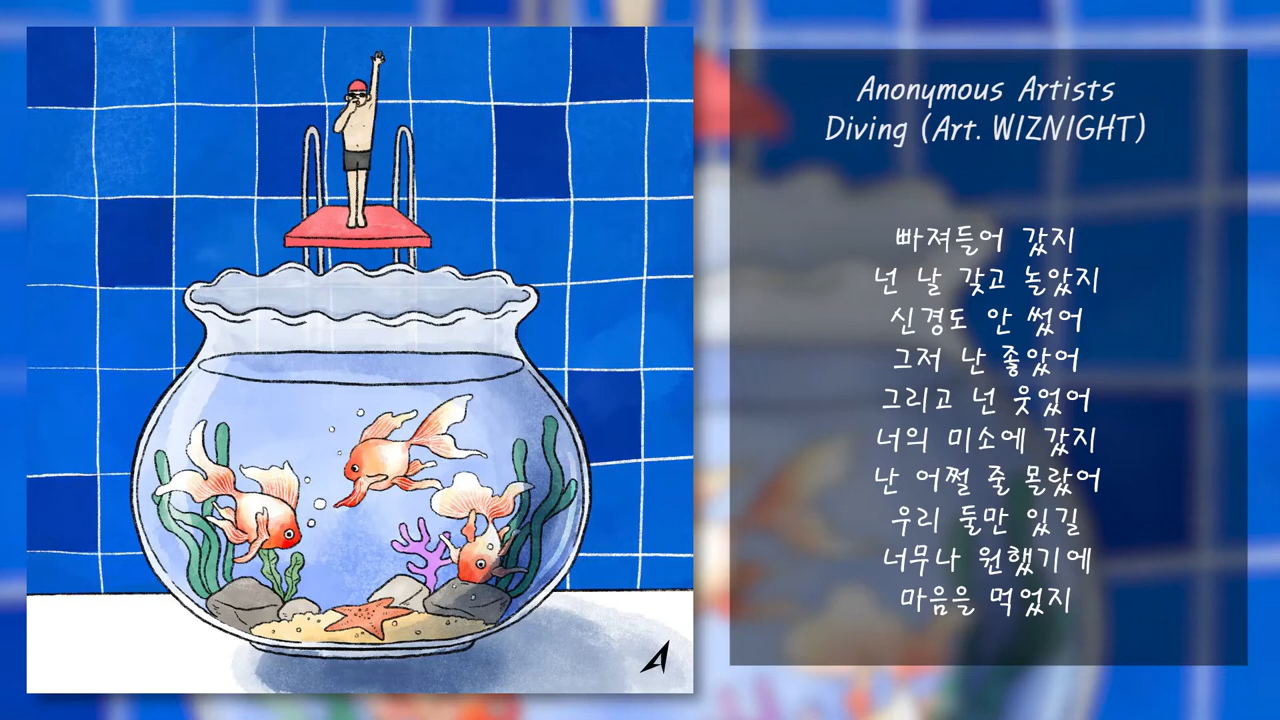 Anonymous Artists
Diving (Art. WIZNIGHT)
빠져들어 갔지
넌 날 갖고 놀았지
신경도 안 썼어
그저 난 좋았어
그리고 넌 웃었어
너의 미소에 갔지
난 어쩔 줄 몰랐어
우리 둘만 있길
너무나 원했기에
마음을 먹었지